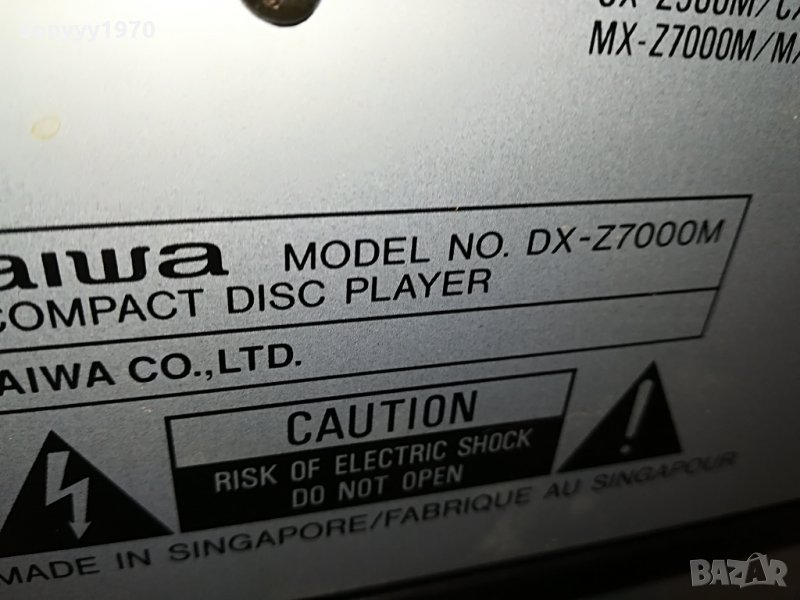 MX-Z7000M/
aiwa MODEL NO. DX-Z7000M
COMPACT DISC PLAYER
AIWA CO.,LTD.
CAUTION
RISK OF ELECTRIC SHOCK
DO NOT OPEN
MADE IN SINGAPORE/FABRIQUE AU SINGAPOUR
БАЗАР